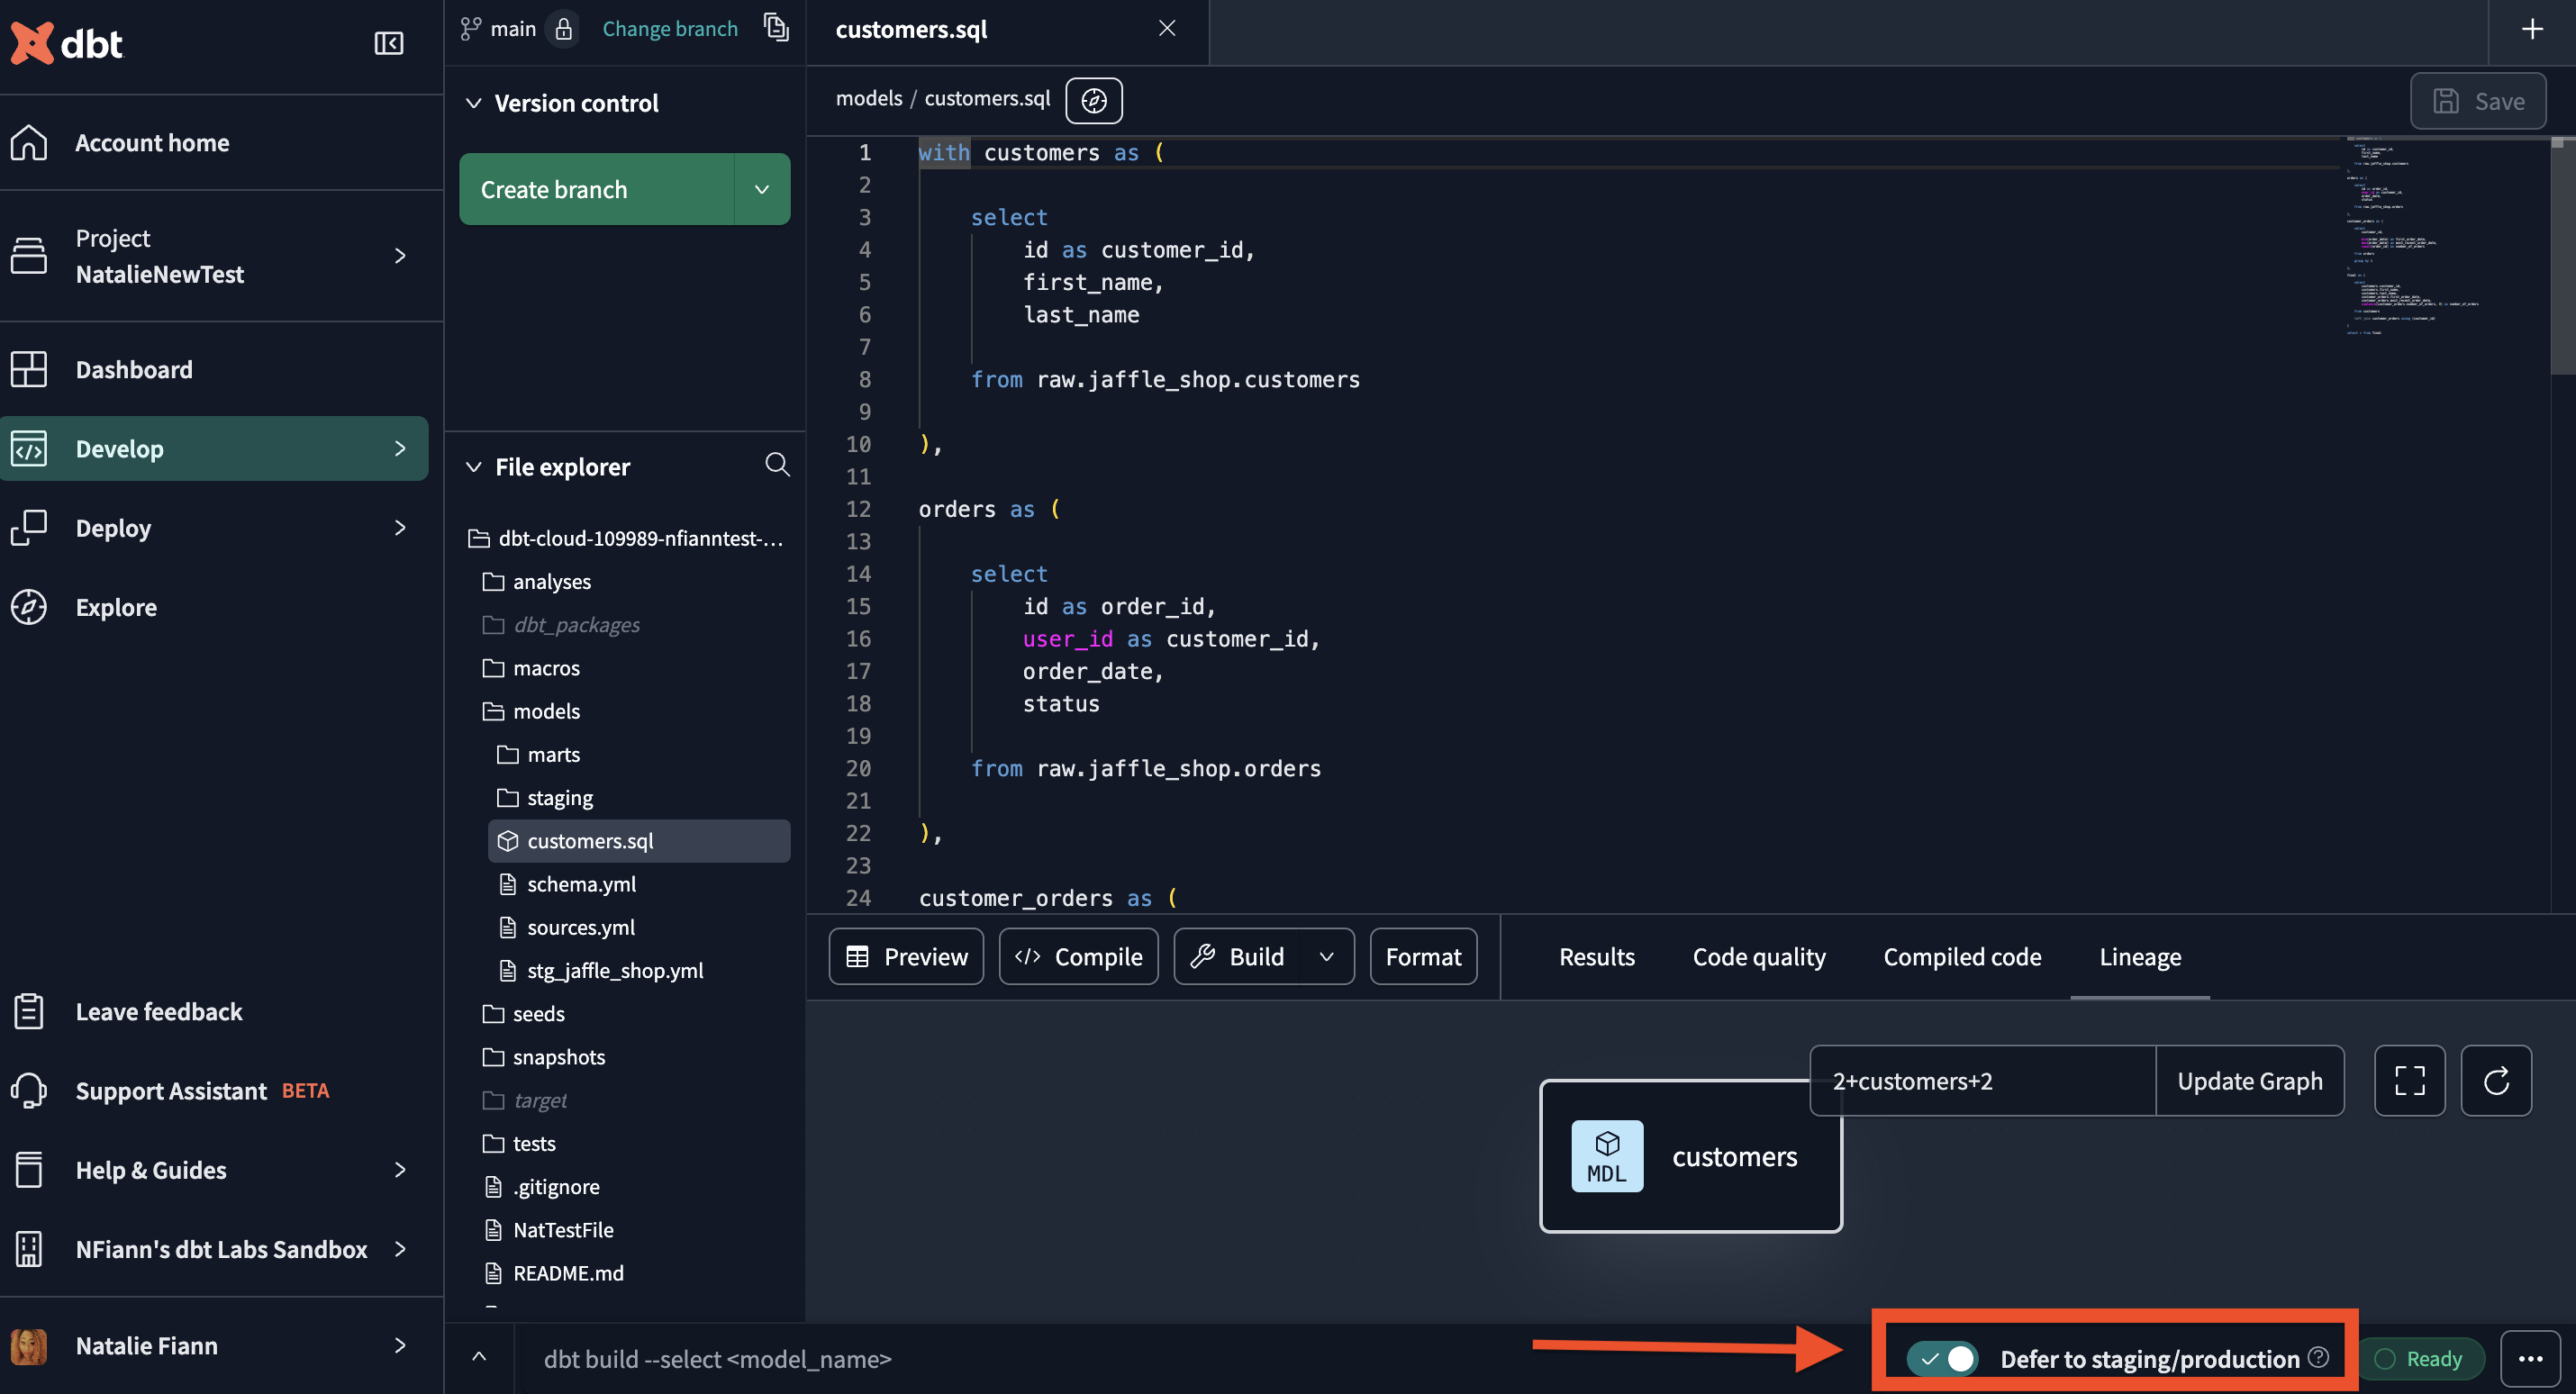 dbt
Account home
Project
NatalieNewTest
Dashboard
Develop
Deploy
Explore
Leave feedback
Support Assistant BETA
Help & Guides
NFiann's dbt Labs Sandbox
Natalie Fiann
main Change branch
Version control
Create branch
File explorer
dbt-cloud-109989-nfianntest-...
analyses
dbt_packages
macros
models
marts
staging
customers.sql
schema.yml
sources.yml
stg_jaffle_shop.yml
seeds
snapshots
target
tests
.gitignore
NatTestFile
README.md
customers.sql
models / customers.sql
Save
1 with customers as (
2
3 select
4 id as customer_id,
5 first_name,
6 last_name
7
8 from raw.jaffle_shop.customers
9
10 ),
11
12 orders as (
13
14 select
15 id as order_id,
16 user_id as customer_id,
17 order_date,
18 status
19
20 from raw.jaffle_shop.orders
21
22 ),
23
24 customer_orders as (
Preview Compile Build Format
Results Code quality Compiled code Lineage
2+customers+2 Update Graph
MDL customers
dbt build --select <model_name>
Defer to staging/production
Ready